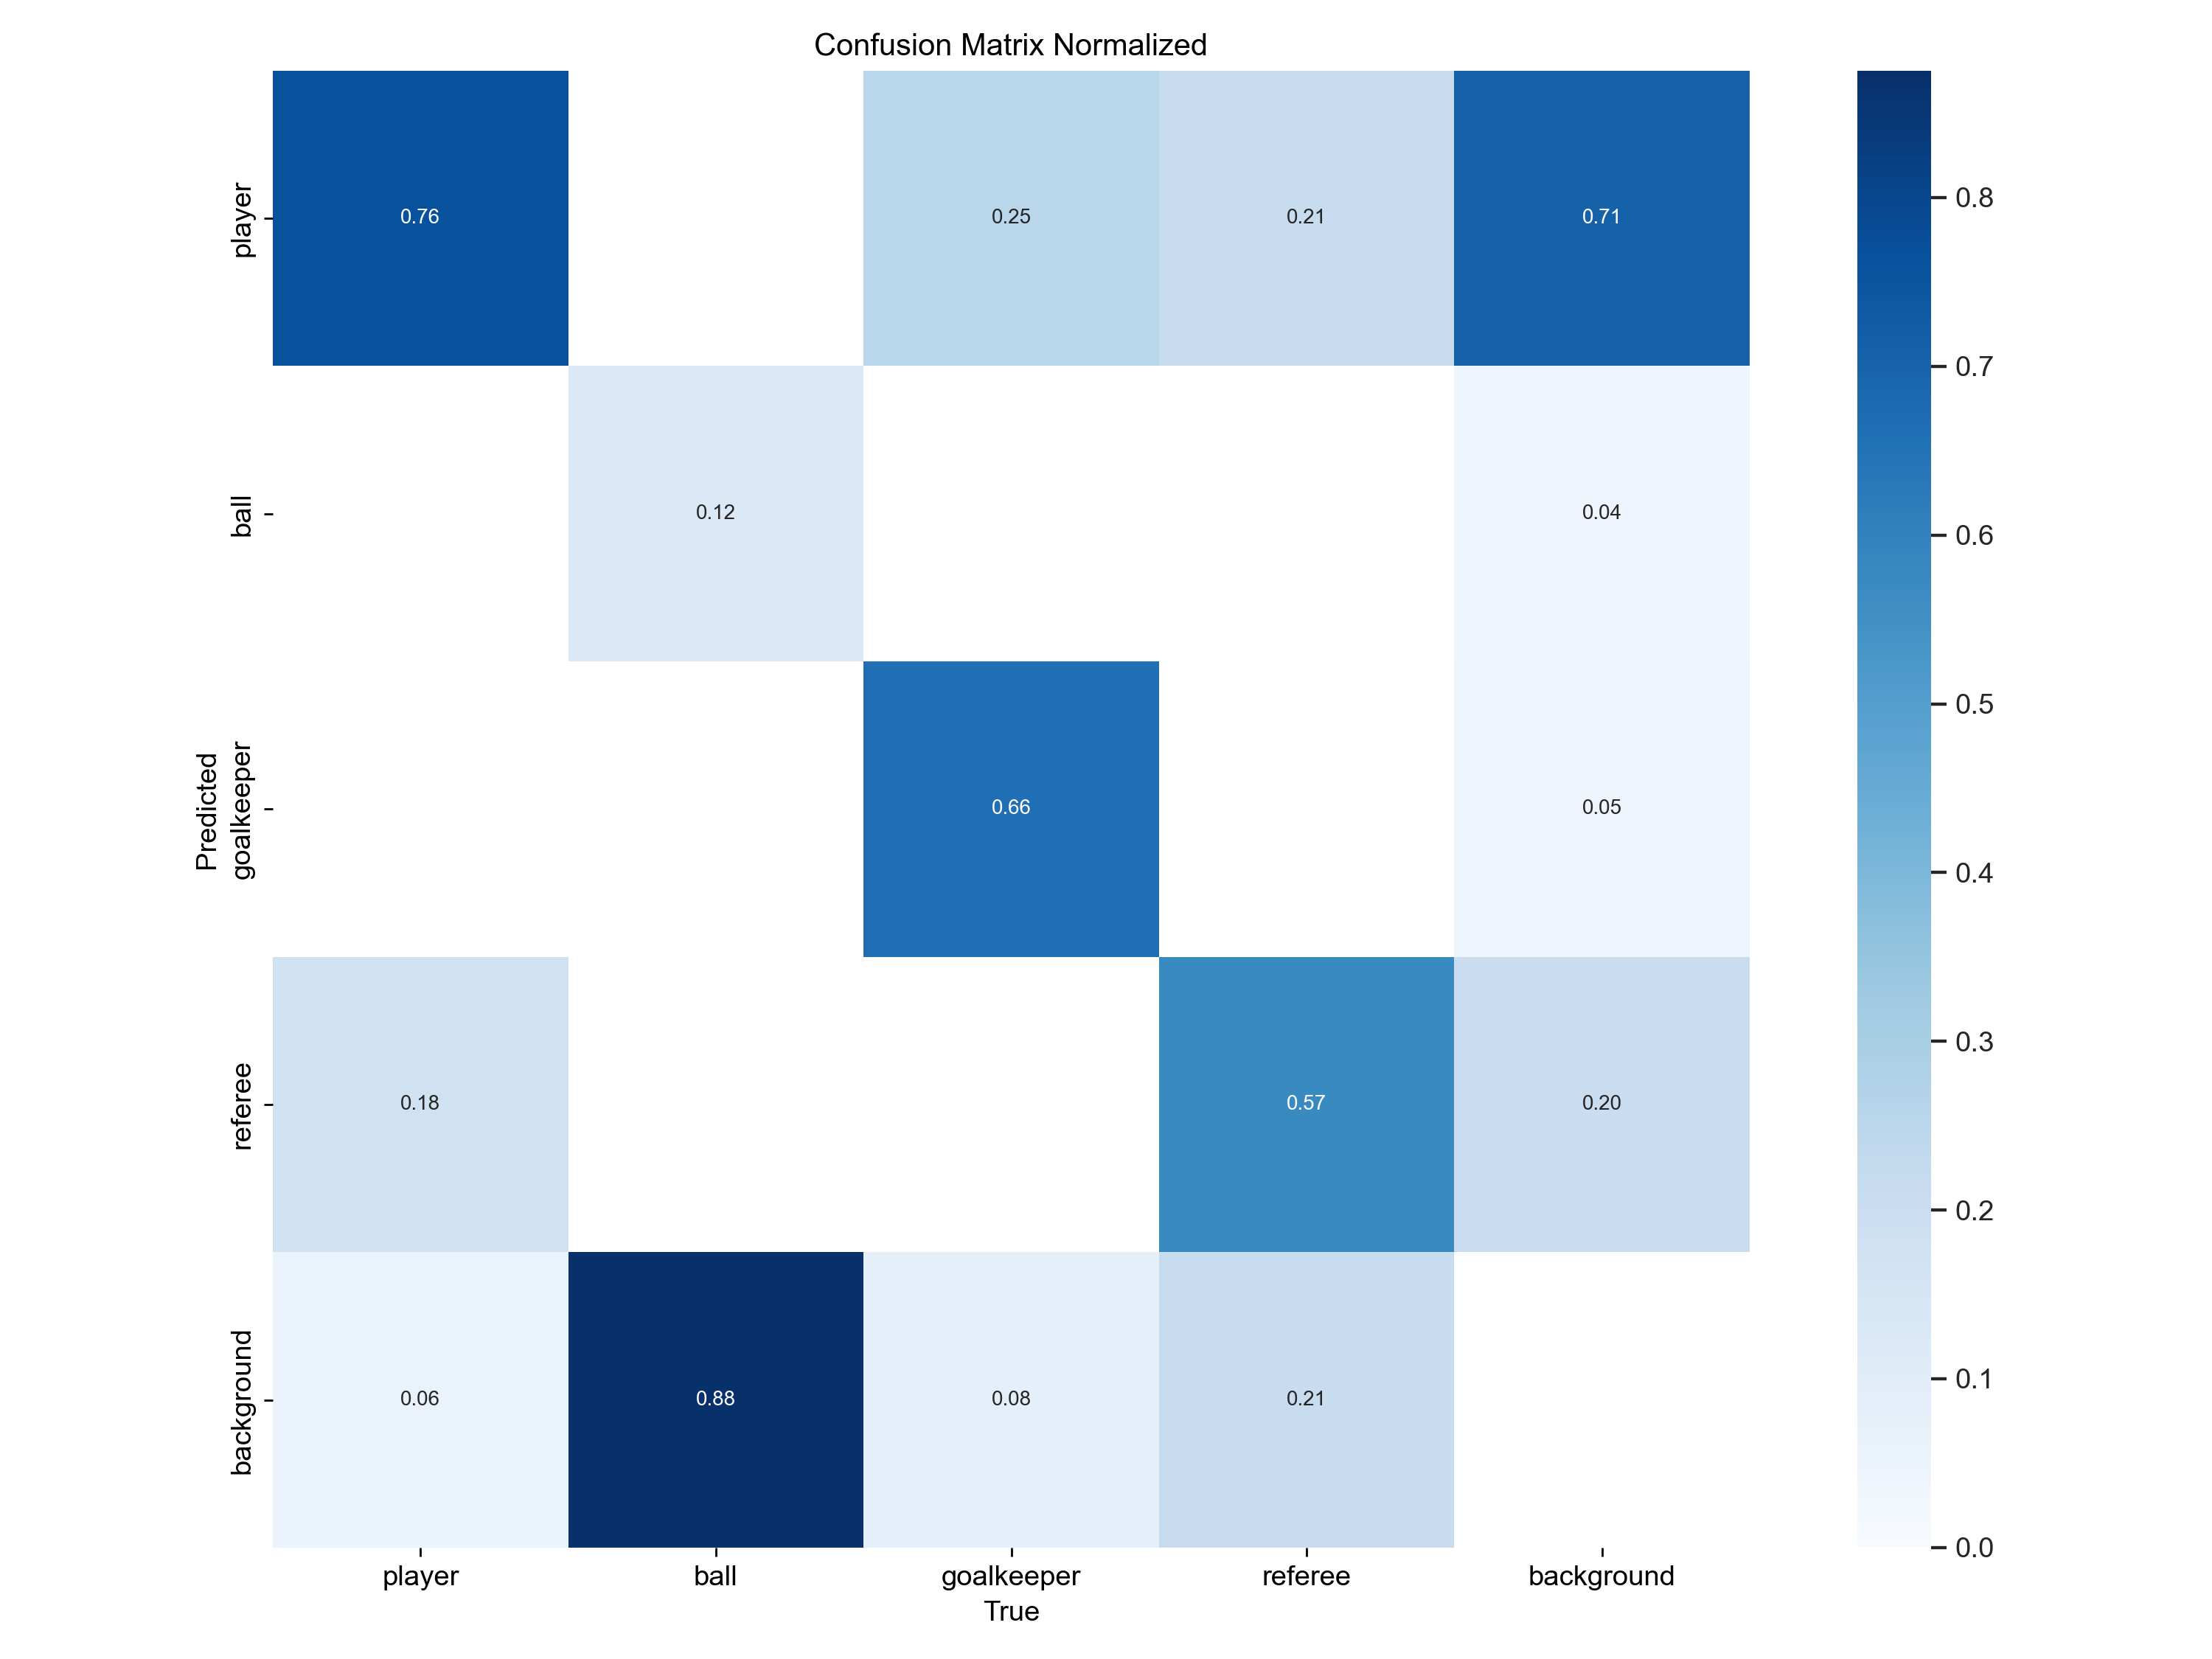 Confusion Matrix Normalized
player
0.76
0.25
0.21
0.71
ball
0.12
0.04
Predicted
goalkeeper
0.66
0.05
referee
0.18
0.57
0.20
background
0.06
0.88
0.08
0.21
player
ball
goalkeeper
referee
background
True
0.8
0.7
0.6
0.5
0.4
0.3
0.2
0.1
0.0